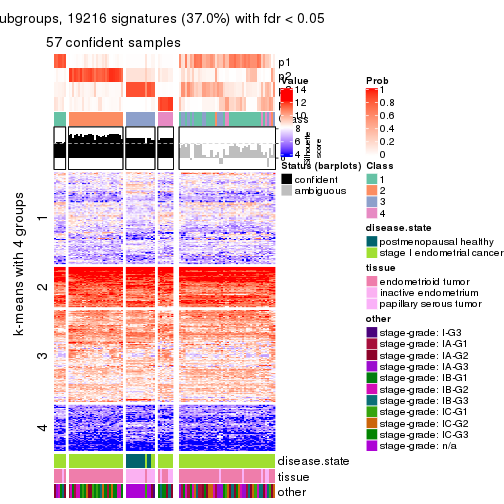 ubgroups, 19216 signatures (37.0%) with fdr < 0.05
57 confident samples
p1
p2
Value
14
12
10
8
6
4
Prob
1
0.8
0.6
0.4
0.2
0
Silhouette
score
Status (barplots)
confident
ambiguous
Class
1
2
3
4
disease.state
postmenopausal healthy
stage I endometrial cancer
tissue
endometrioid tumor
inactive endometrium
papillary serous tumor
other
stage-grade: I-G3
stage-grade: IA-G1
stage-grade: IA-G2
stage-grade: IA-G3
stage-grade: IB-G1
stage-grade: IB-G2
stage-grade: IB-G3
stage-grade: IC-G1
stage-grade: IC-G2
stage-grade: IC-G3
stage-grade: n/a
k-means with 4 groups
1
2
3
4
disease.state
tissue
other